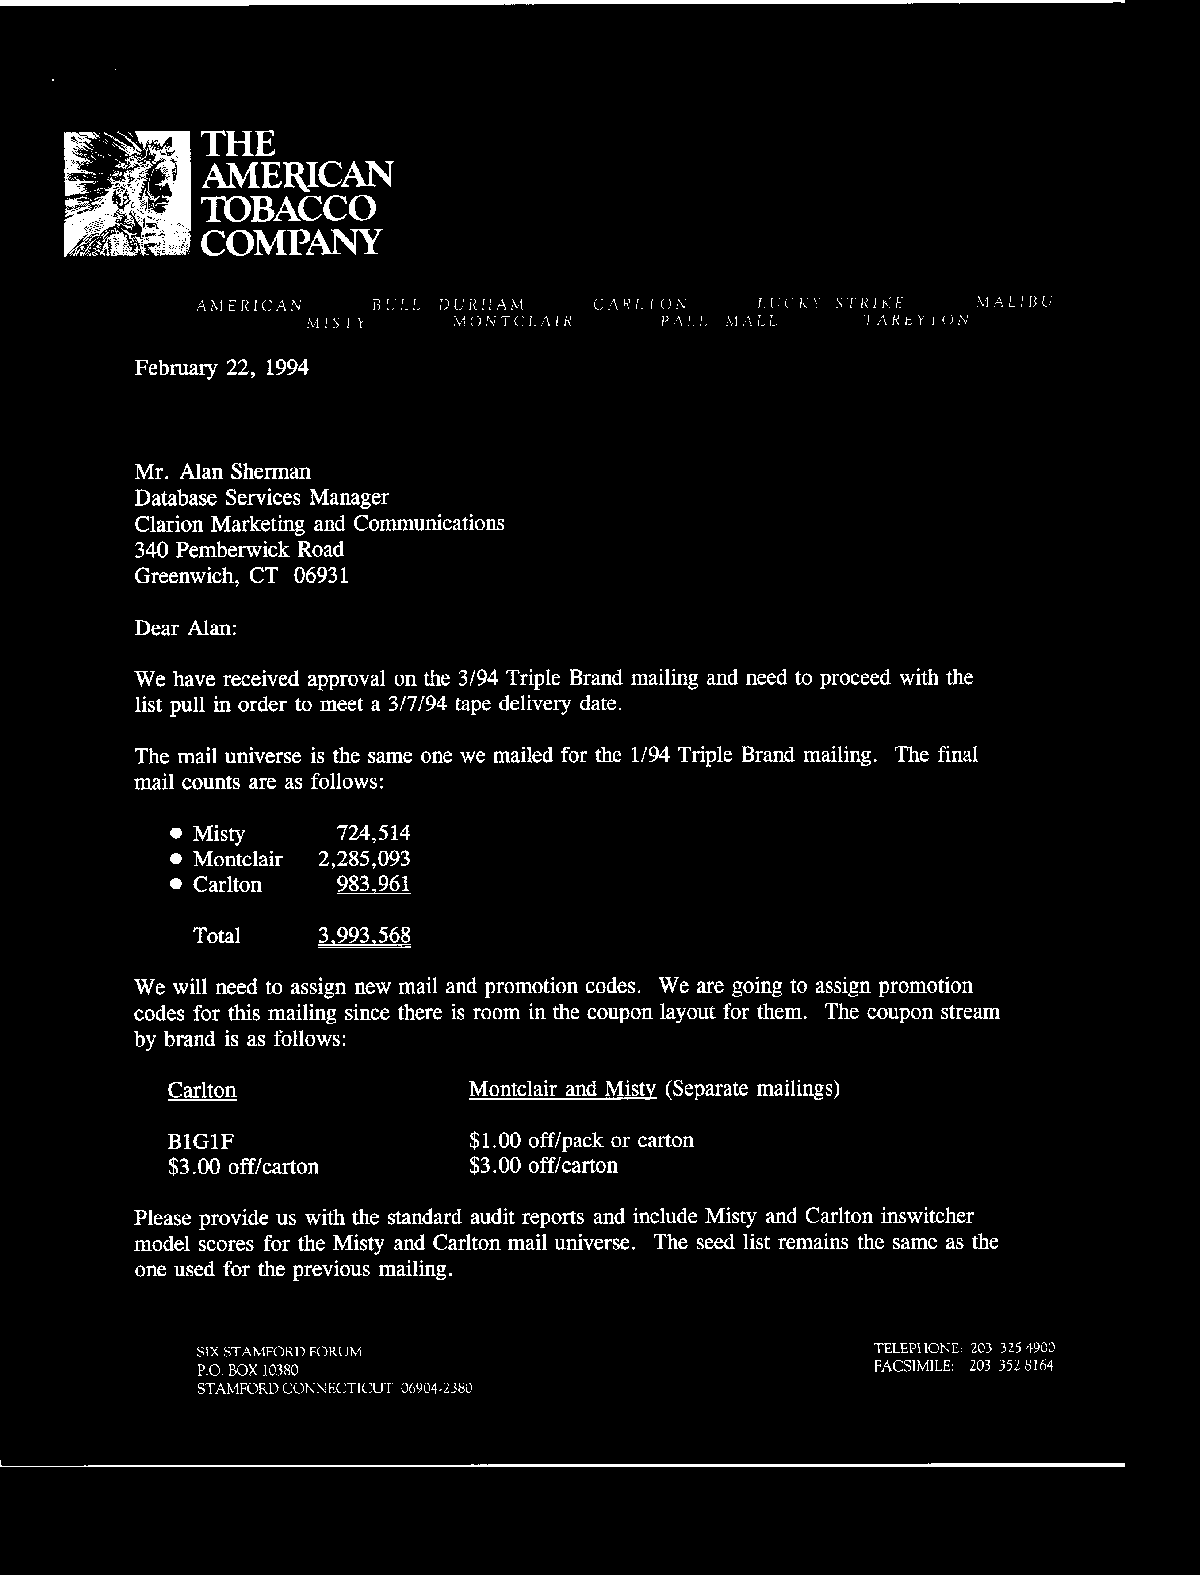 THE
AMERICAN
TOBACCO
COMPANY
AMERICAN BULL DURHAM CARLTON LUCKY STRIKE MALIBU
MISTY MONTCLAIR PALL MALL TAREYTON
February 22, 1994
Mr. Alan Sherman
Database Services Manager
Clarion Marketing and Communications
340 Pemberwick Road
Greenwich, CT 06931
Dear Alan:
We have received approval on the 3/94 Triple Brand mailing and need to proceed with the
list pull in order to meet a 3/7/94 tape delivery date.
The mail universe is the same one we mailed for the 1/94 Triple Brand mailing. The final
mail counts are as follows:
● Misty 724,514
● Montclair 2,285,093
● Carlton 983,961
Total 3,993,568
We will need to assign new mail and promotion codes. We are going to assign promotion
codes for this mailing since there is room in the coupon layout for them. The coupon stream
by brand is as follows:
Carlton Montclair and Misty (Separate mailings)
B1G1F $1.00 off/pack or carton
$3.00 off/carton $3.00 off/carton
Please provide us with the standard audit reports and include Misty and Carlton inswitcher
model scores for the Misty and Carlton mail universe. The seed list remains the same as the
one used for the previous mailing.
SIX STAMFORD FORUM TELEPHONE: 203 325 4900
P.O. BOX 10380 FACSIMILE: 203 352 8164
STAMFORD CONNECTICUT 06904-2380